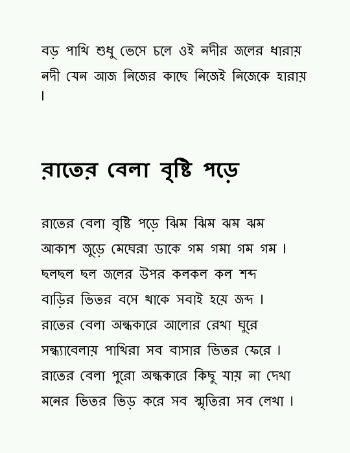 বড় পাখি শুধু ভেসে চলে ওই নদীর জলের ধারায়
নদী যেন আজ নিজের কাছে নিজেই নিজেকে হারায়
।
রাতের বেলা বৃষ্টি পড়ে
রাতের বেলা বৃষ্টি পড়ে ঝিম ঝিম ঝম ঝম
আকাশ জুড়ে মেঘেরা ডাকে গম গমা গম গম ।
ছলছল ছল জলের উপর কলকল কল শব্দ
বাড়ির ভিতর বসে থাকে সবাই হয়ে জব্দ ।
রাতের বেলা অন্ধকারে আলোর রেখা ঘুরে
সন্ধ্যাবেলায় পাখিরা সব বাসার ভিতর ফেরে ।
রাতের বেলা পুরো অন্ধকারে কিছু যায় না দেখা
মনের ভিতর ভিড় করে সব স্মৃতিরা সব লেখা ।